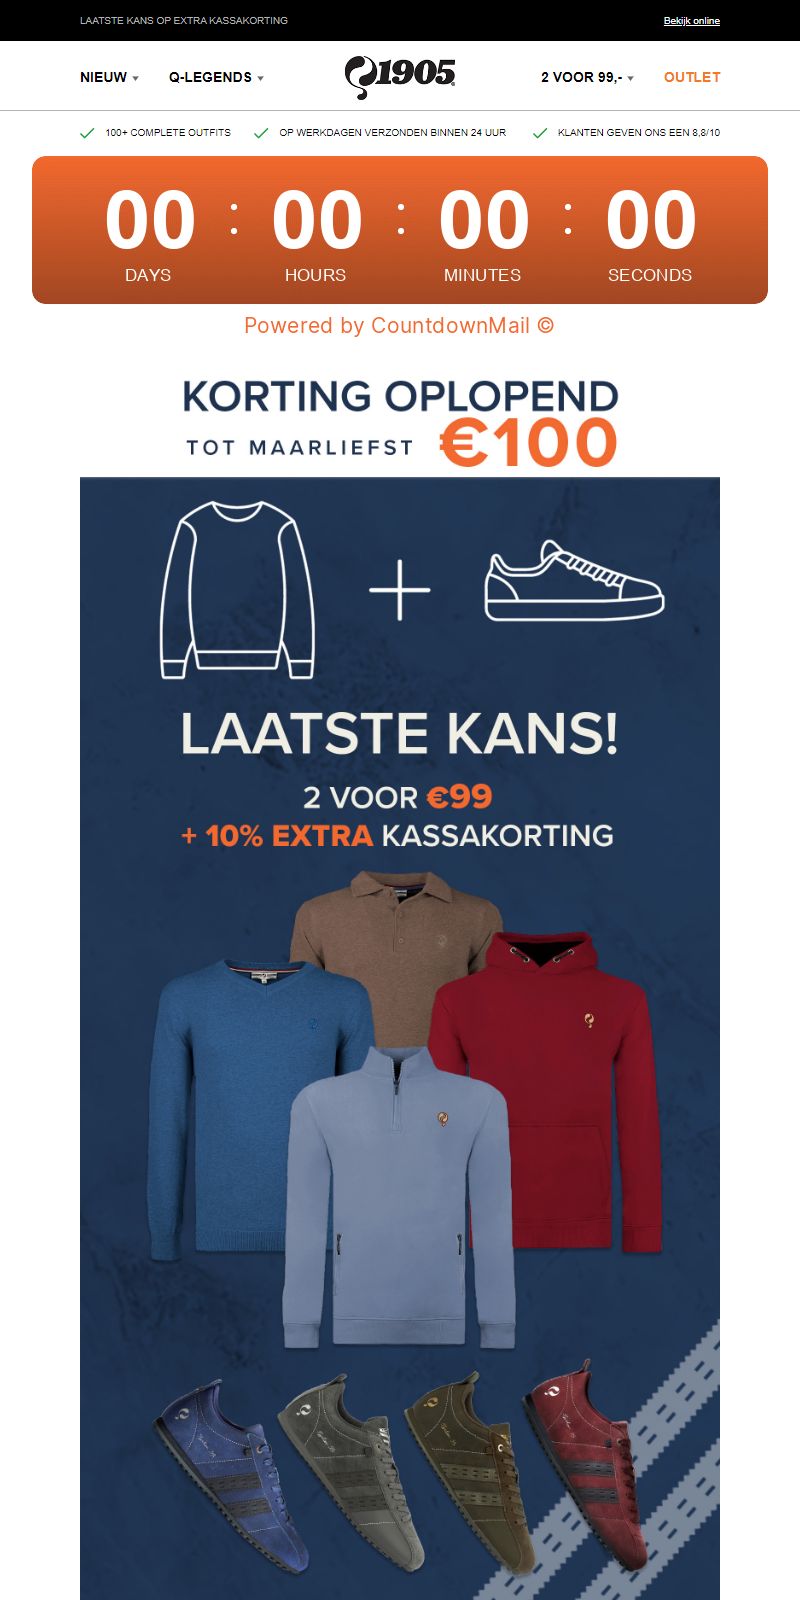 LAATSTE KANS OP EXTRA KASSAKORTING
Bekijk online
NIEUW
Q-LEGENDS
1905
2 VOOR 99,-
OUTLET
100+ COMPLETE OUTFITS
OP WERKDAGEN VERZONDEN BINNEN 24 UUR
KLANTEN GEVEN ONS EEN 8,8/10
00 : 00 : 00 : 00
DAYS HOURS MINUTES SECONDS
Powered by CountdownMail ©
KORTING OPLOPEND
TOT MAARLIEFST €100
LAATSTE KANS!
2 VOOR €99
+ 10% EXTRA KASSAKORTING